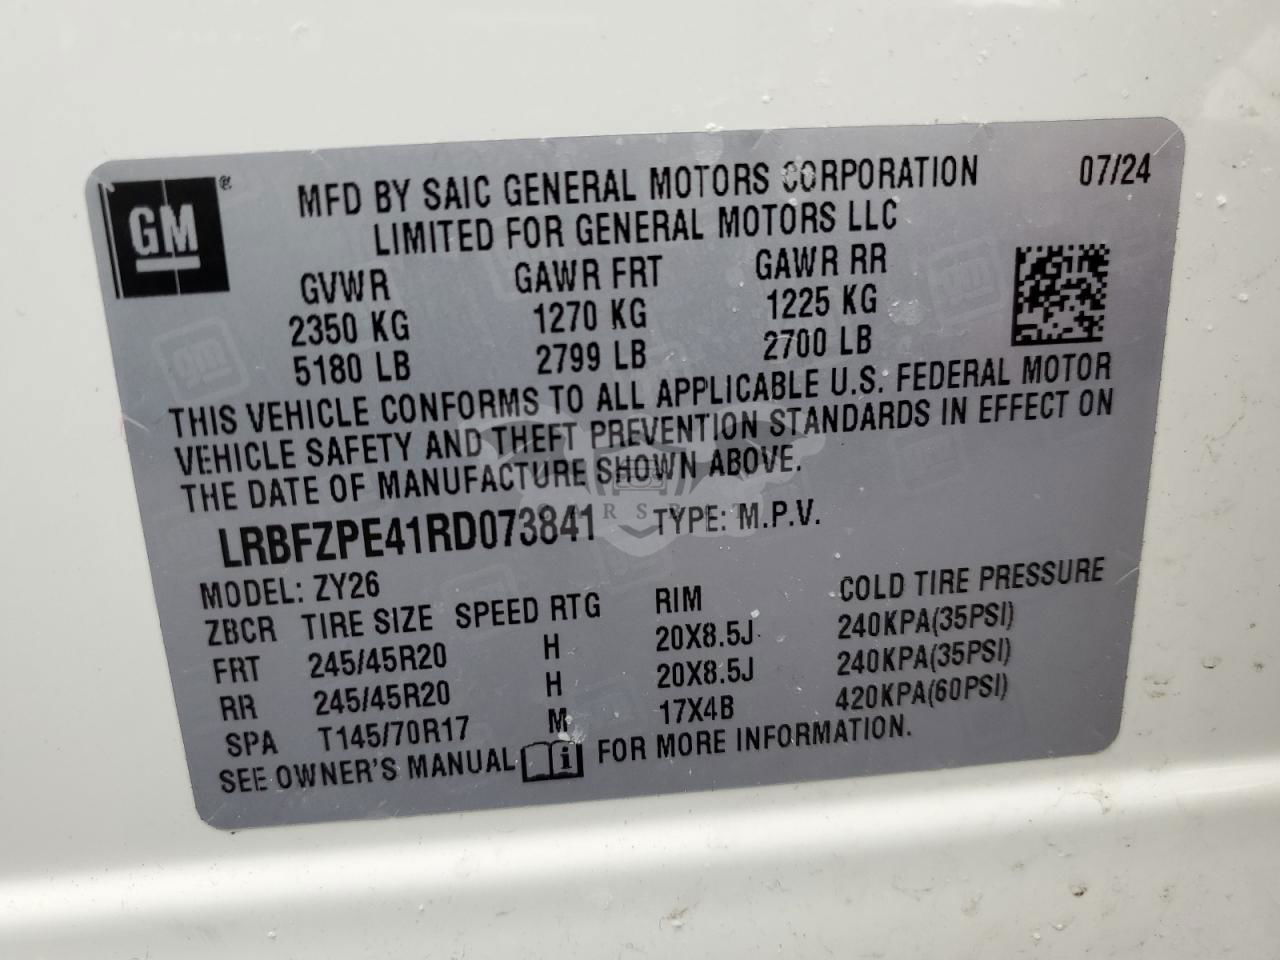 GM®
MFD BY SAIC GENERAL MOTORS CORPORATION 07/24
LIMITED FOR GENERAL MOTORS LLC
GVWR GAWR FRT GAWR RR
2350 KG 1270 KG 1225 KG
5180 LB 2799 LB 2700 LB
THIS VEHICLE CONFORMS TO ALL APPLICABLE U.S. FEDERAL MOTOR
VEHICLE SAFETY AND THEFT PREVENTION STANDARDS IN EFFECT ON
THE DATE OF MANUFACTURE SHOWN ABOVE.
LRBFZPE41RD073841 TYPE: M.P.V.
MODEL: ZY26
ZBCR TIRE SIZE SPEED RTG RIM COLD TIRE PRESSURE
FRT 245/45R20 H 20X8.5J 240KPA(35PSI)
RR 245/45R20 H 20X8.5J 240KPA(35PSI)
SPA T145/70R17 M 17X4B 420KPA(60PSI)
SEE OWNER'S MANUAL i FOR MORE INFORMATION.